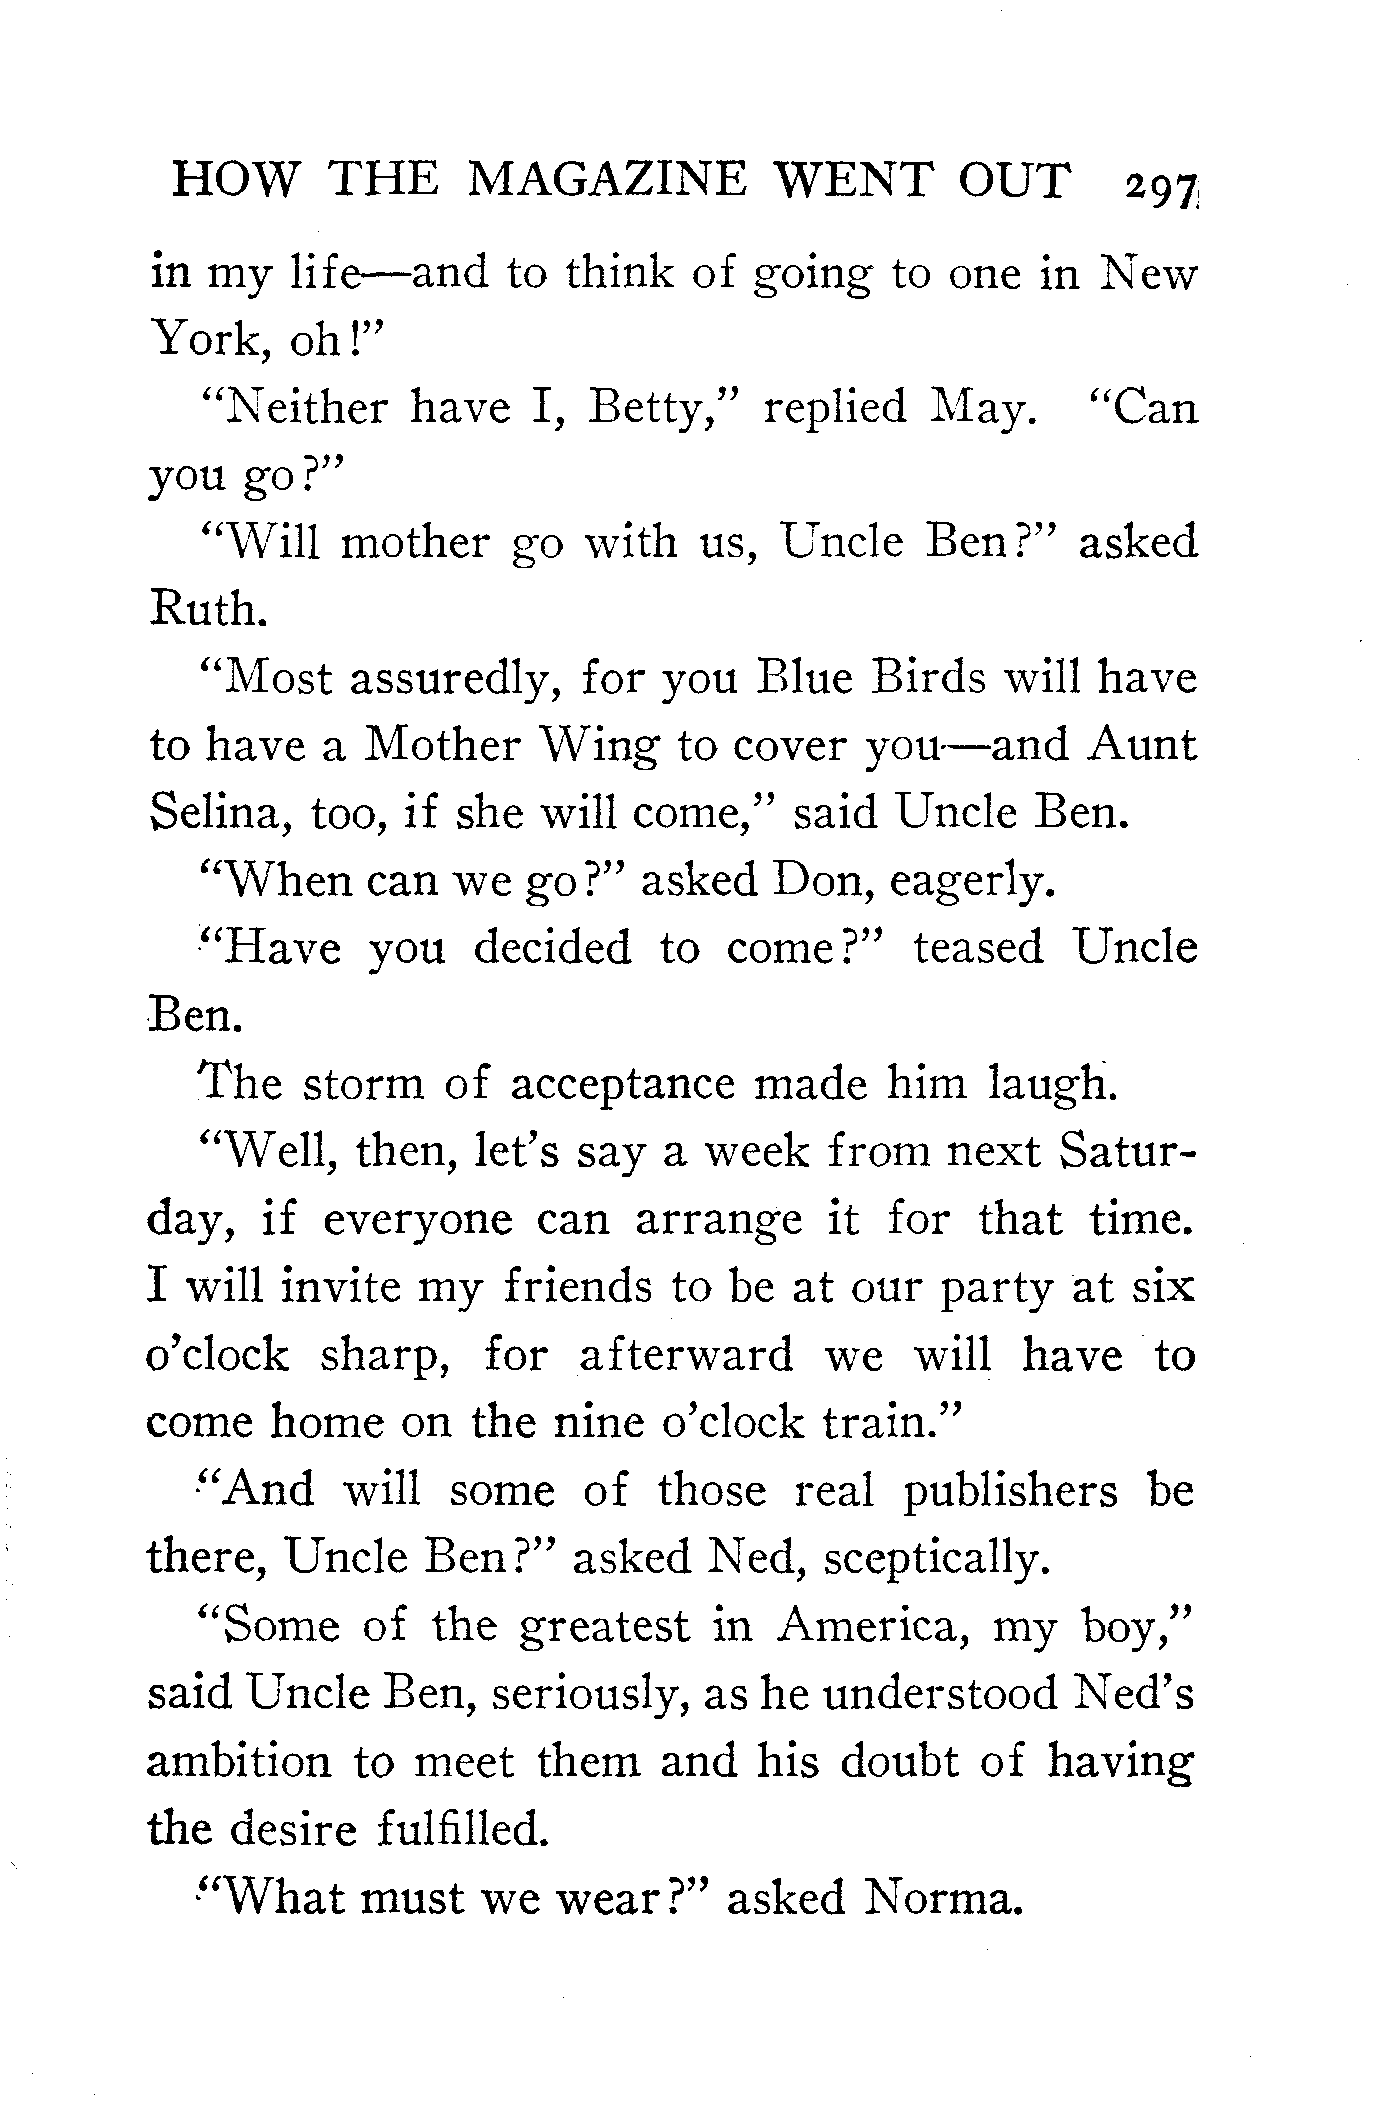 HOW THE MAGAZINE WENT OUT 297
in my life—and to think of going to one in New
York, oh!”
“Neither have I, Betty,” replied May. “Can
you go?”
“Will mother go with us, Uncle Ben?” asked
Ruth.
“Most assuredly, for you Blue Birds will have
to have a Mother Wing to cover you—and Aunt
Selina, too, if she will come,” said Uncle Ben.
“When can we go?” asked Don, eagerly.
“Have you decided to come?” teased Uncle
Ben.
The storm of acceptance made him laugh.
“Well, then, let’s say a week from next Satur-
day, if everyone can arrange it for that time.
I will invite my friends to be at our party at six
o’clock sharp, for afterward we will have to
come home on the nine o’clock train.”
“And will some of those real publishers be
there, Uncle Ben?” asked Ned, sceptically.
“Some of the greatest in America, my boy,”
said Uncle Ben, seriously, as he understood Ned’s
ambition to meet them and his doubt of having
the desire fulfilled.
“What must we wear?” asked Norma.